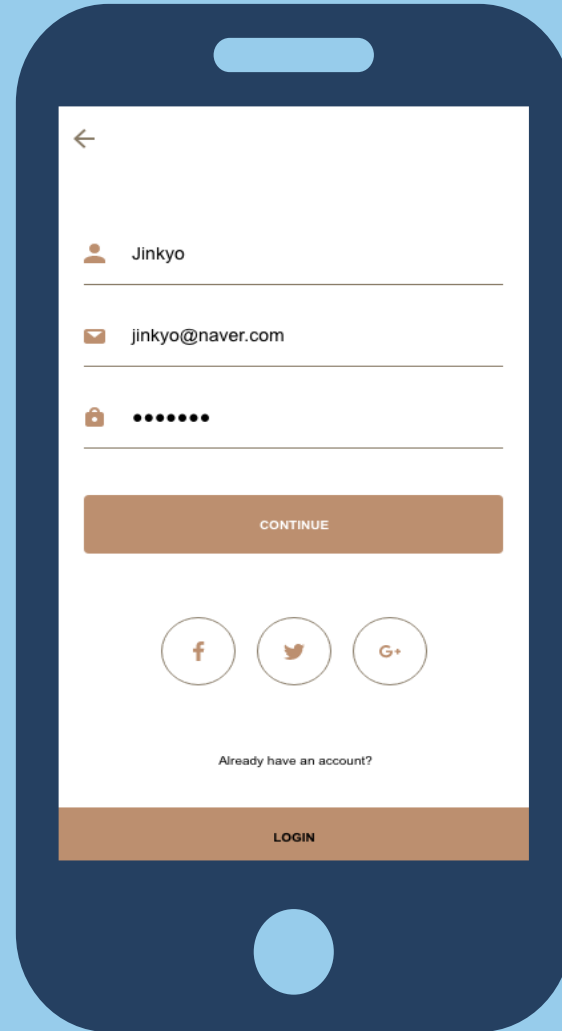 Jinkyo
jinkyo@naver.com
•••••••
CONTINUE
f
G+
Already have an account?
LOGIN